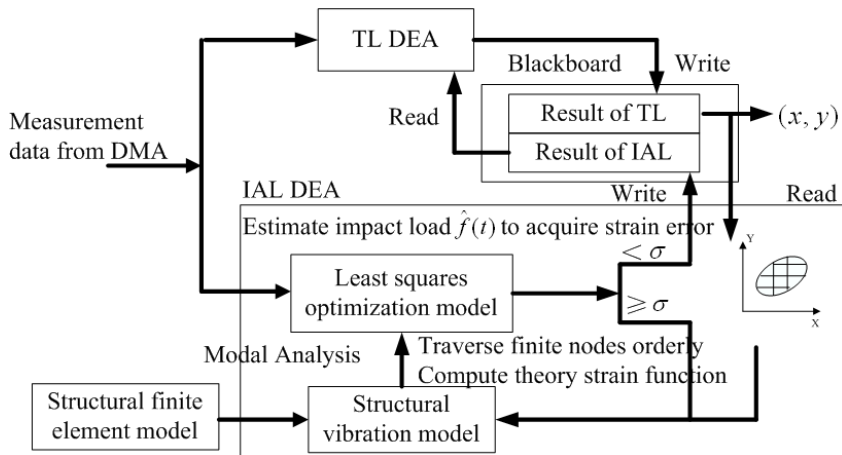 TL DEA
Blackboard
Write
Result of TL
(x, y)
Read
Measurement
data from DMA
Result of IAL
IAL DEA
Write
Read
Estimate impact load f̂(t) to acquire strain error
Y
< σ
Least squares
optimization model
≥ σ
X
Modal Analysis
Traverse finite nodes orderly
Compute theory strain function
Structural finite
element model
Structural
vibration model